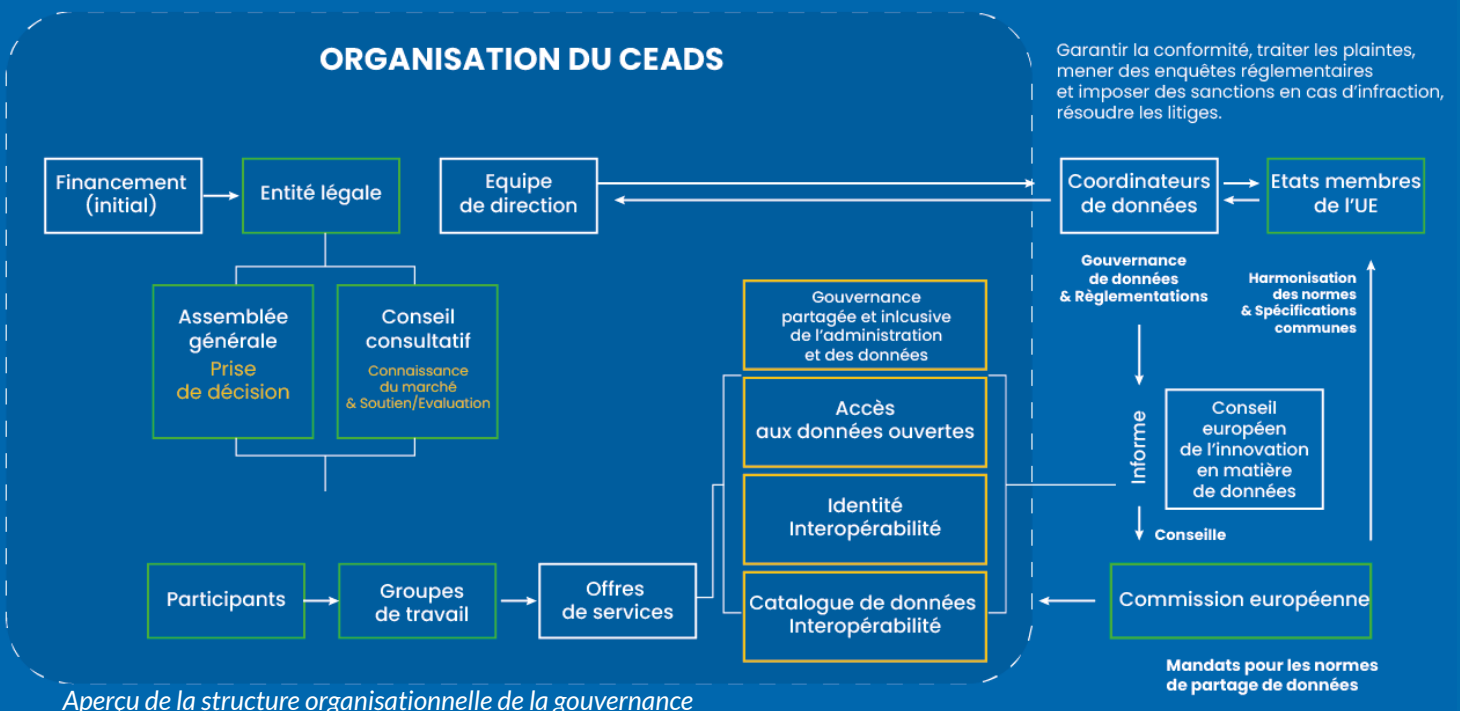 ORGANISATION DU CEADS
Garantir la conformité, traiter les plaintes,
mener des enquêtes réglementaires
et imposer des sanctions en cas d'infraction,
résoudre les litiges.
Financement
(initial)
Entité légale
Equipe
de direction
Coordinateurs
de données
Etats membres
de l'UE
Assemblée
générale
Prise
de décision
Conseil
consultatif
Connaissance
du marché
& Soutien/Evaluation
Gouvernance
partagée et inlcusive
de l'administration
et des données
Accès
aux données ouvertes
Identité
Interopérabilité
Catalogue de données
Interopérabilité
Gouvernance
de données
& Règlementations
Harmonisation
des normes
& Spécifications
communes
Informe
Conseil
européen
de l'innovation
en matière
de données
Conseille
Participants
Groupes
de travail
Offres
de services
Commission européenne
Mandats pour les normes
de partage de données
Aperçu de la structure organisationnelle de la gouvernance